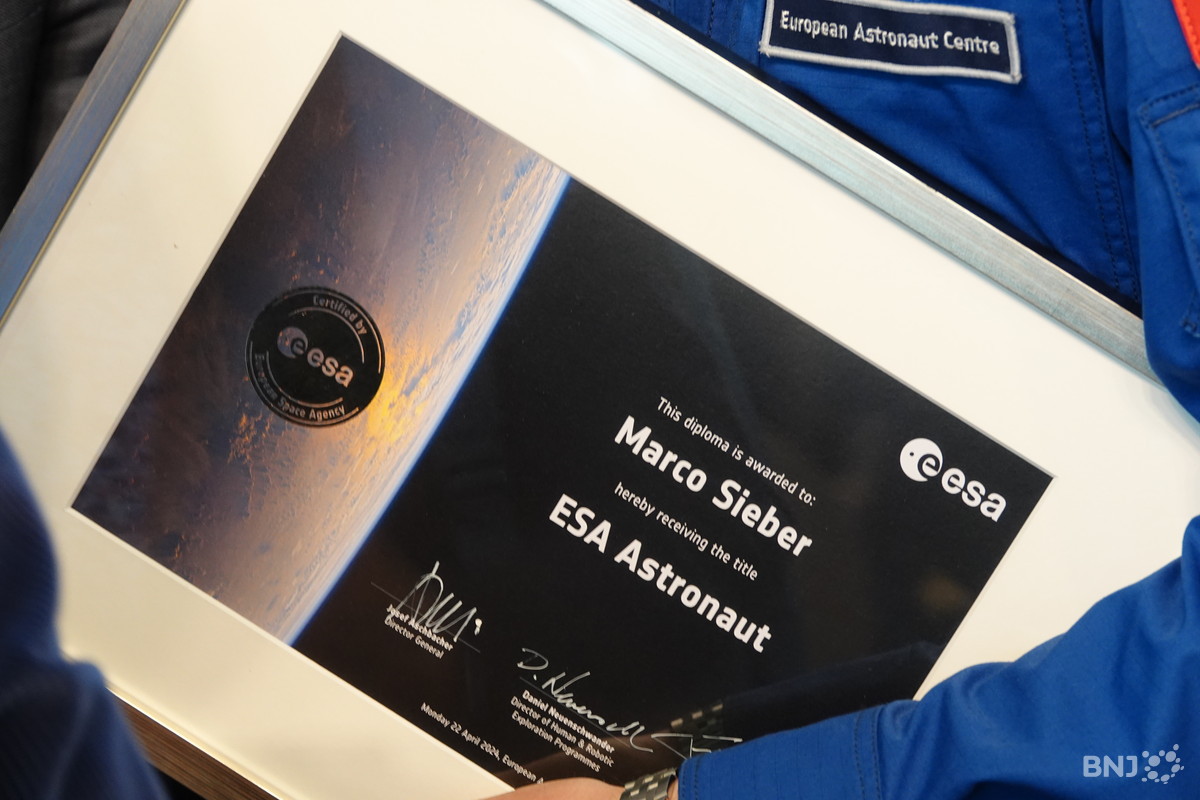 European Astronaut Centre
Certified by
esa
European Space Agency
esa
This diploma is awarded to:
Marco Sieber
hereby receiving the title
ESA Astronaut
Josef Aschbacher
Director General
D. Neuenschwander
Daniel Neuenschwander
Director of Human & Robotic
Exploration Programmes
Monday 22 April 2024, European
BNJ